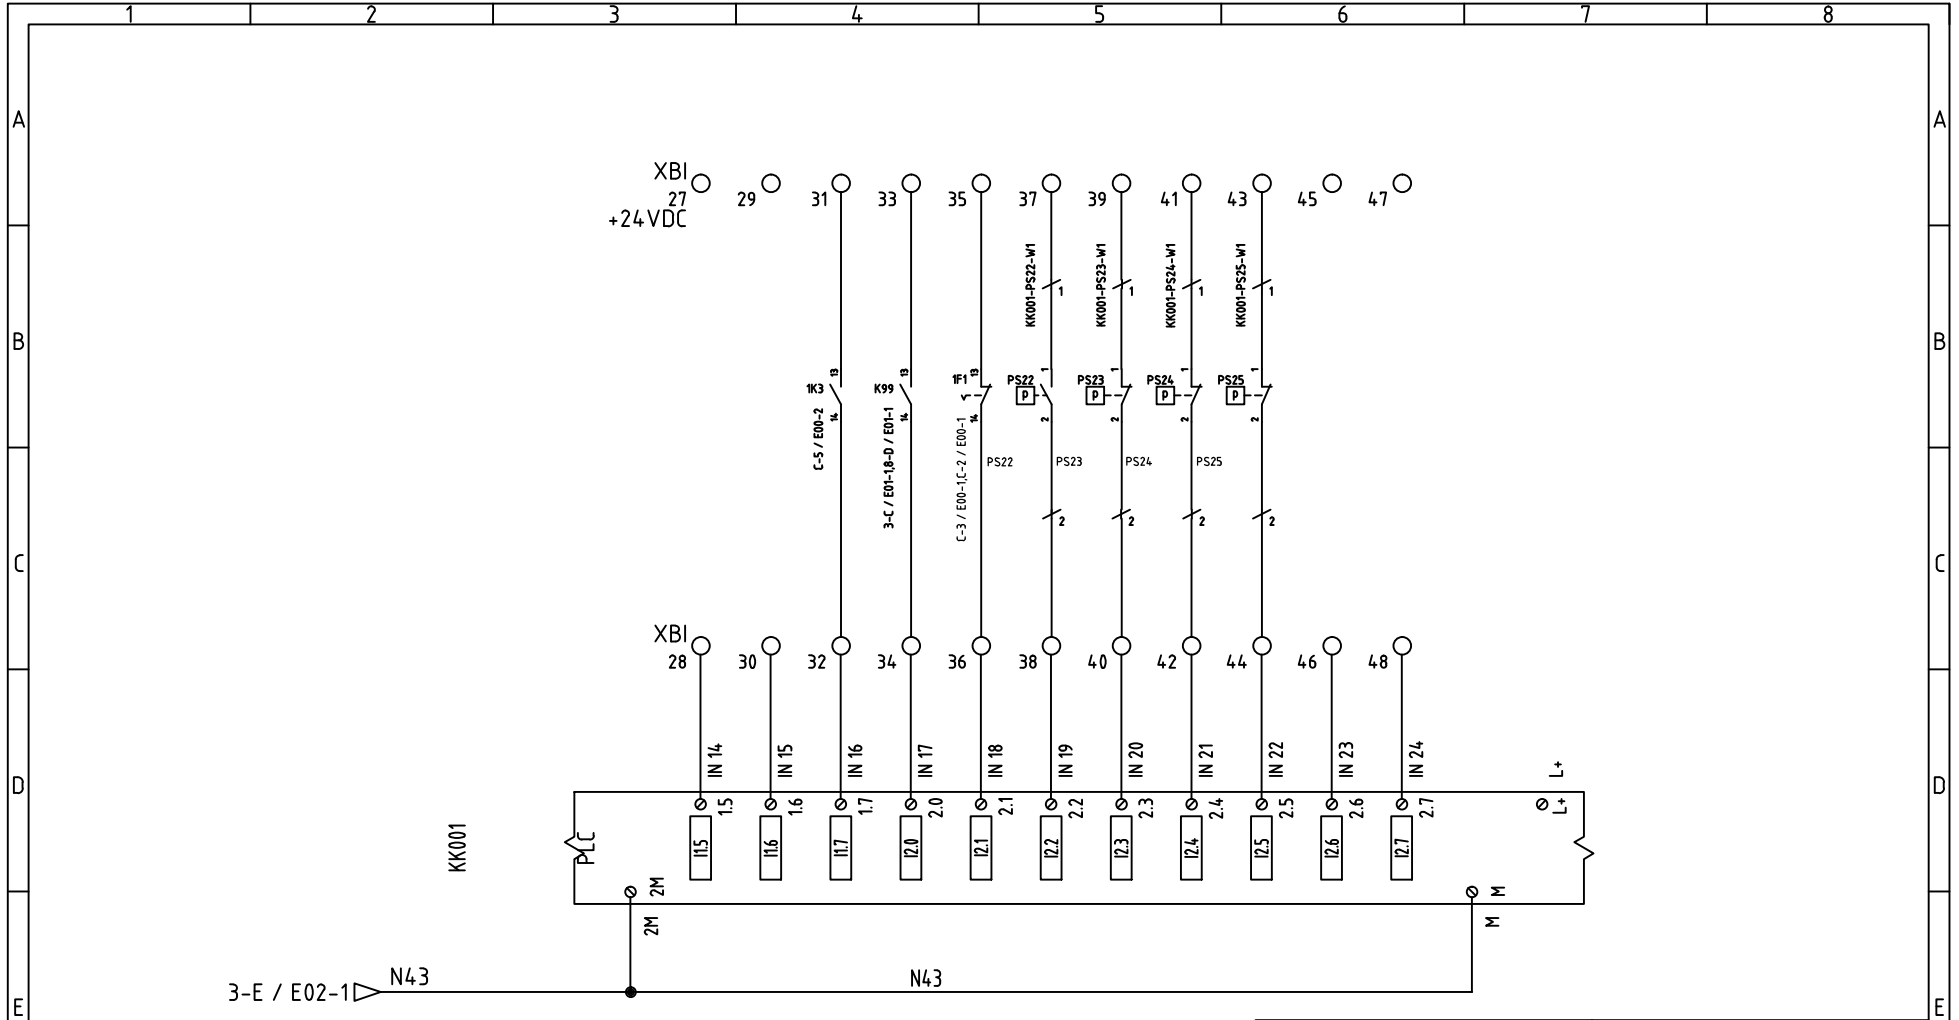 1 2 3 4 5 6 7 8
A A
XBI
27 29 31 33 35 37 39 41 43 45 47
+24VDC
KK001-PS22-W1 KK001-PS23-W1 KK001-PS24-W1 KK001-PS25-W1
1 1 1 1
B B
13 13 13 1 1 1 1
1K3 K99 1F1 PS22 PS23 PS24 PS25
P P P P
14 14 14 2 2 2 2
C-5 / E00-2
3-C / E01-1,8-D / E01-1
C-3 / E00-1,C-2 / E00-1
PS22 PS23 PS24 PS25
2 2 2 2
C C
XBI
28 30 32 34 36 38 40 42 44 46 48
IN 14 IN 15 IN 16 IN 17 IN 18 IN 19 IN 20 IN 21 IN 22 IN 23 IN 24 L+
D D
1.5 1.6 1.7 2.0 2.1 2.2 2.3 2.4 2.5 2.6 2.7 L+
KK001
PLC
I1.5 I1.6 I1.7 I2.0 I2.1 I2.2 I2.3 I2.4 I2.5 I2.6 I2.7
2M M
2M M
N43 N43
3-E / E02-1
E E